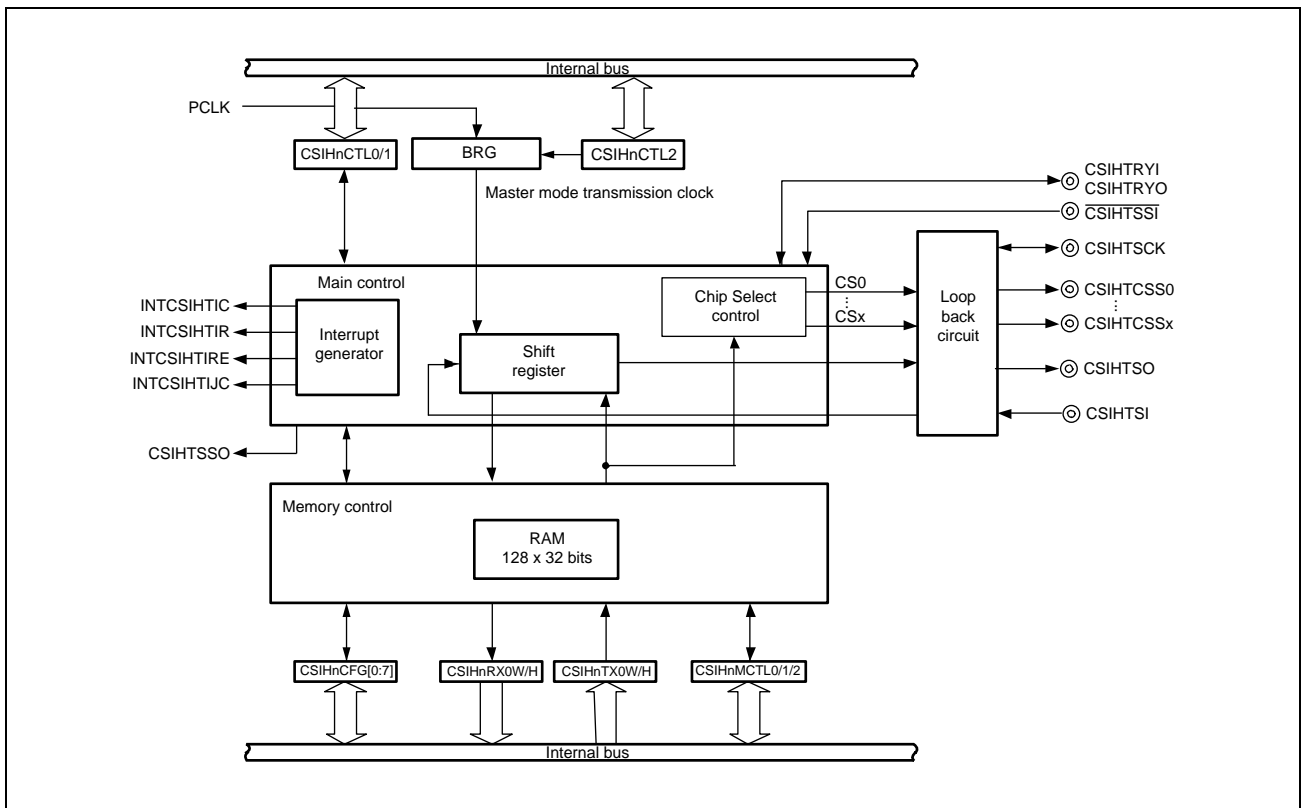 Internal bus
PCLK
CSIHnCTL0/1
BRG
CSIHnCTL2
Master mode transmission clock
CSIHTRYI
CSIHTRYO
CSIHTSSI
CSIHTSCK
Main control
INTCSIHTIC
INTCSIHTIR
INTCSIHTIRE
INTCSIHTIJC
Interrupt
generator
Chip Select
control
CS0
⋮
CSx
Loop
back
circuit
CSIHTCSS0
⋮
CSIHTCSSx
Shift
register
CSIHTSO
CSIHTSI
CSIHTSSO
Memory control
RAM
128 x 32 bits
CSIHnCFG[0:7]
CSIHnRX0W/H
CSIHnTX0W/H
CSIHnMCTL0/1/2
Internal bus